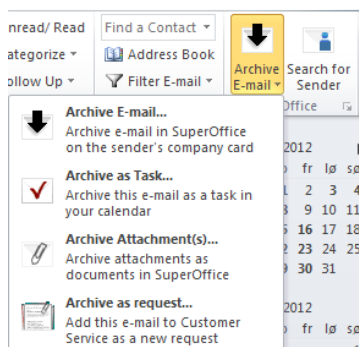 nread/ Read
Find a Contact
ategorize
Address Book
Archive
E-mail
Search for
Sender
ollow Up
Filter E-mail
Office
Archive E-mail...
Archive e-mail in SuperOffice
on the sender's company card
Archive as Task...
Archive this e-mail as a task in
your calendar
Archive Attachment(s)...
Archive attachments as
documents in SuperOffice
Archive as request...
Add this e-mail to Customer
Service as a new request
2012
fr lø sø
2 3 4
9 10 11
16 17 18
23 24 25
30 31
2012
fr lø sø